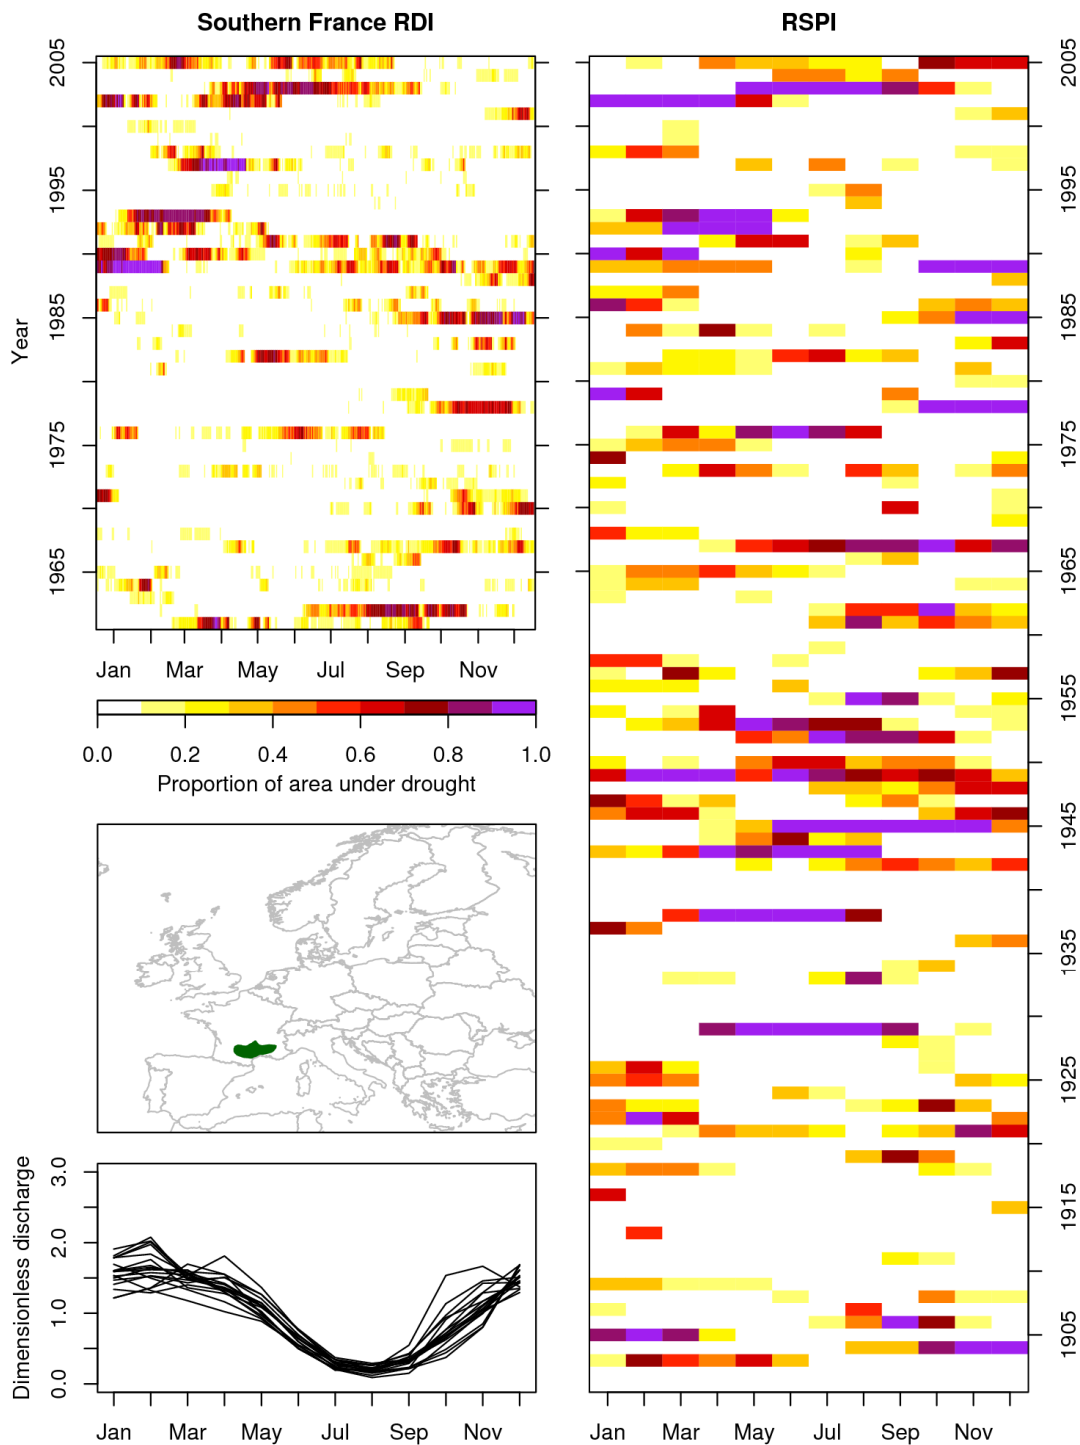 Southern France RDI
RSPI
Year
2005
1995
1985
1975
1965
Jan Mar May Jul Sep Nov
0.0 0.2 0.4 0.6 0.8 1.0
Proportion of area under drought
Dimensionless discharge
3.0
2.0
1.0
0.0
Jan Mar May Jul Sep Nov
2005
1995
1985
1975
1965
1955
1945
1935
1925
1915
1905
Jan Mar May Jul Sep Nov